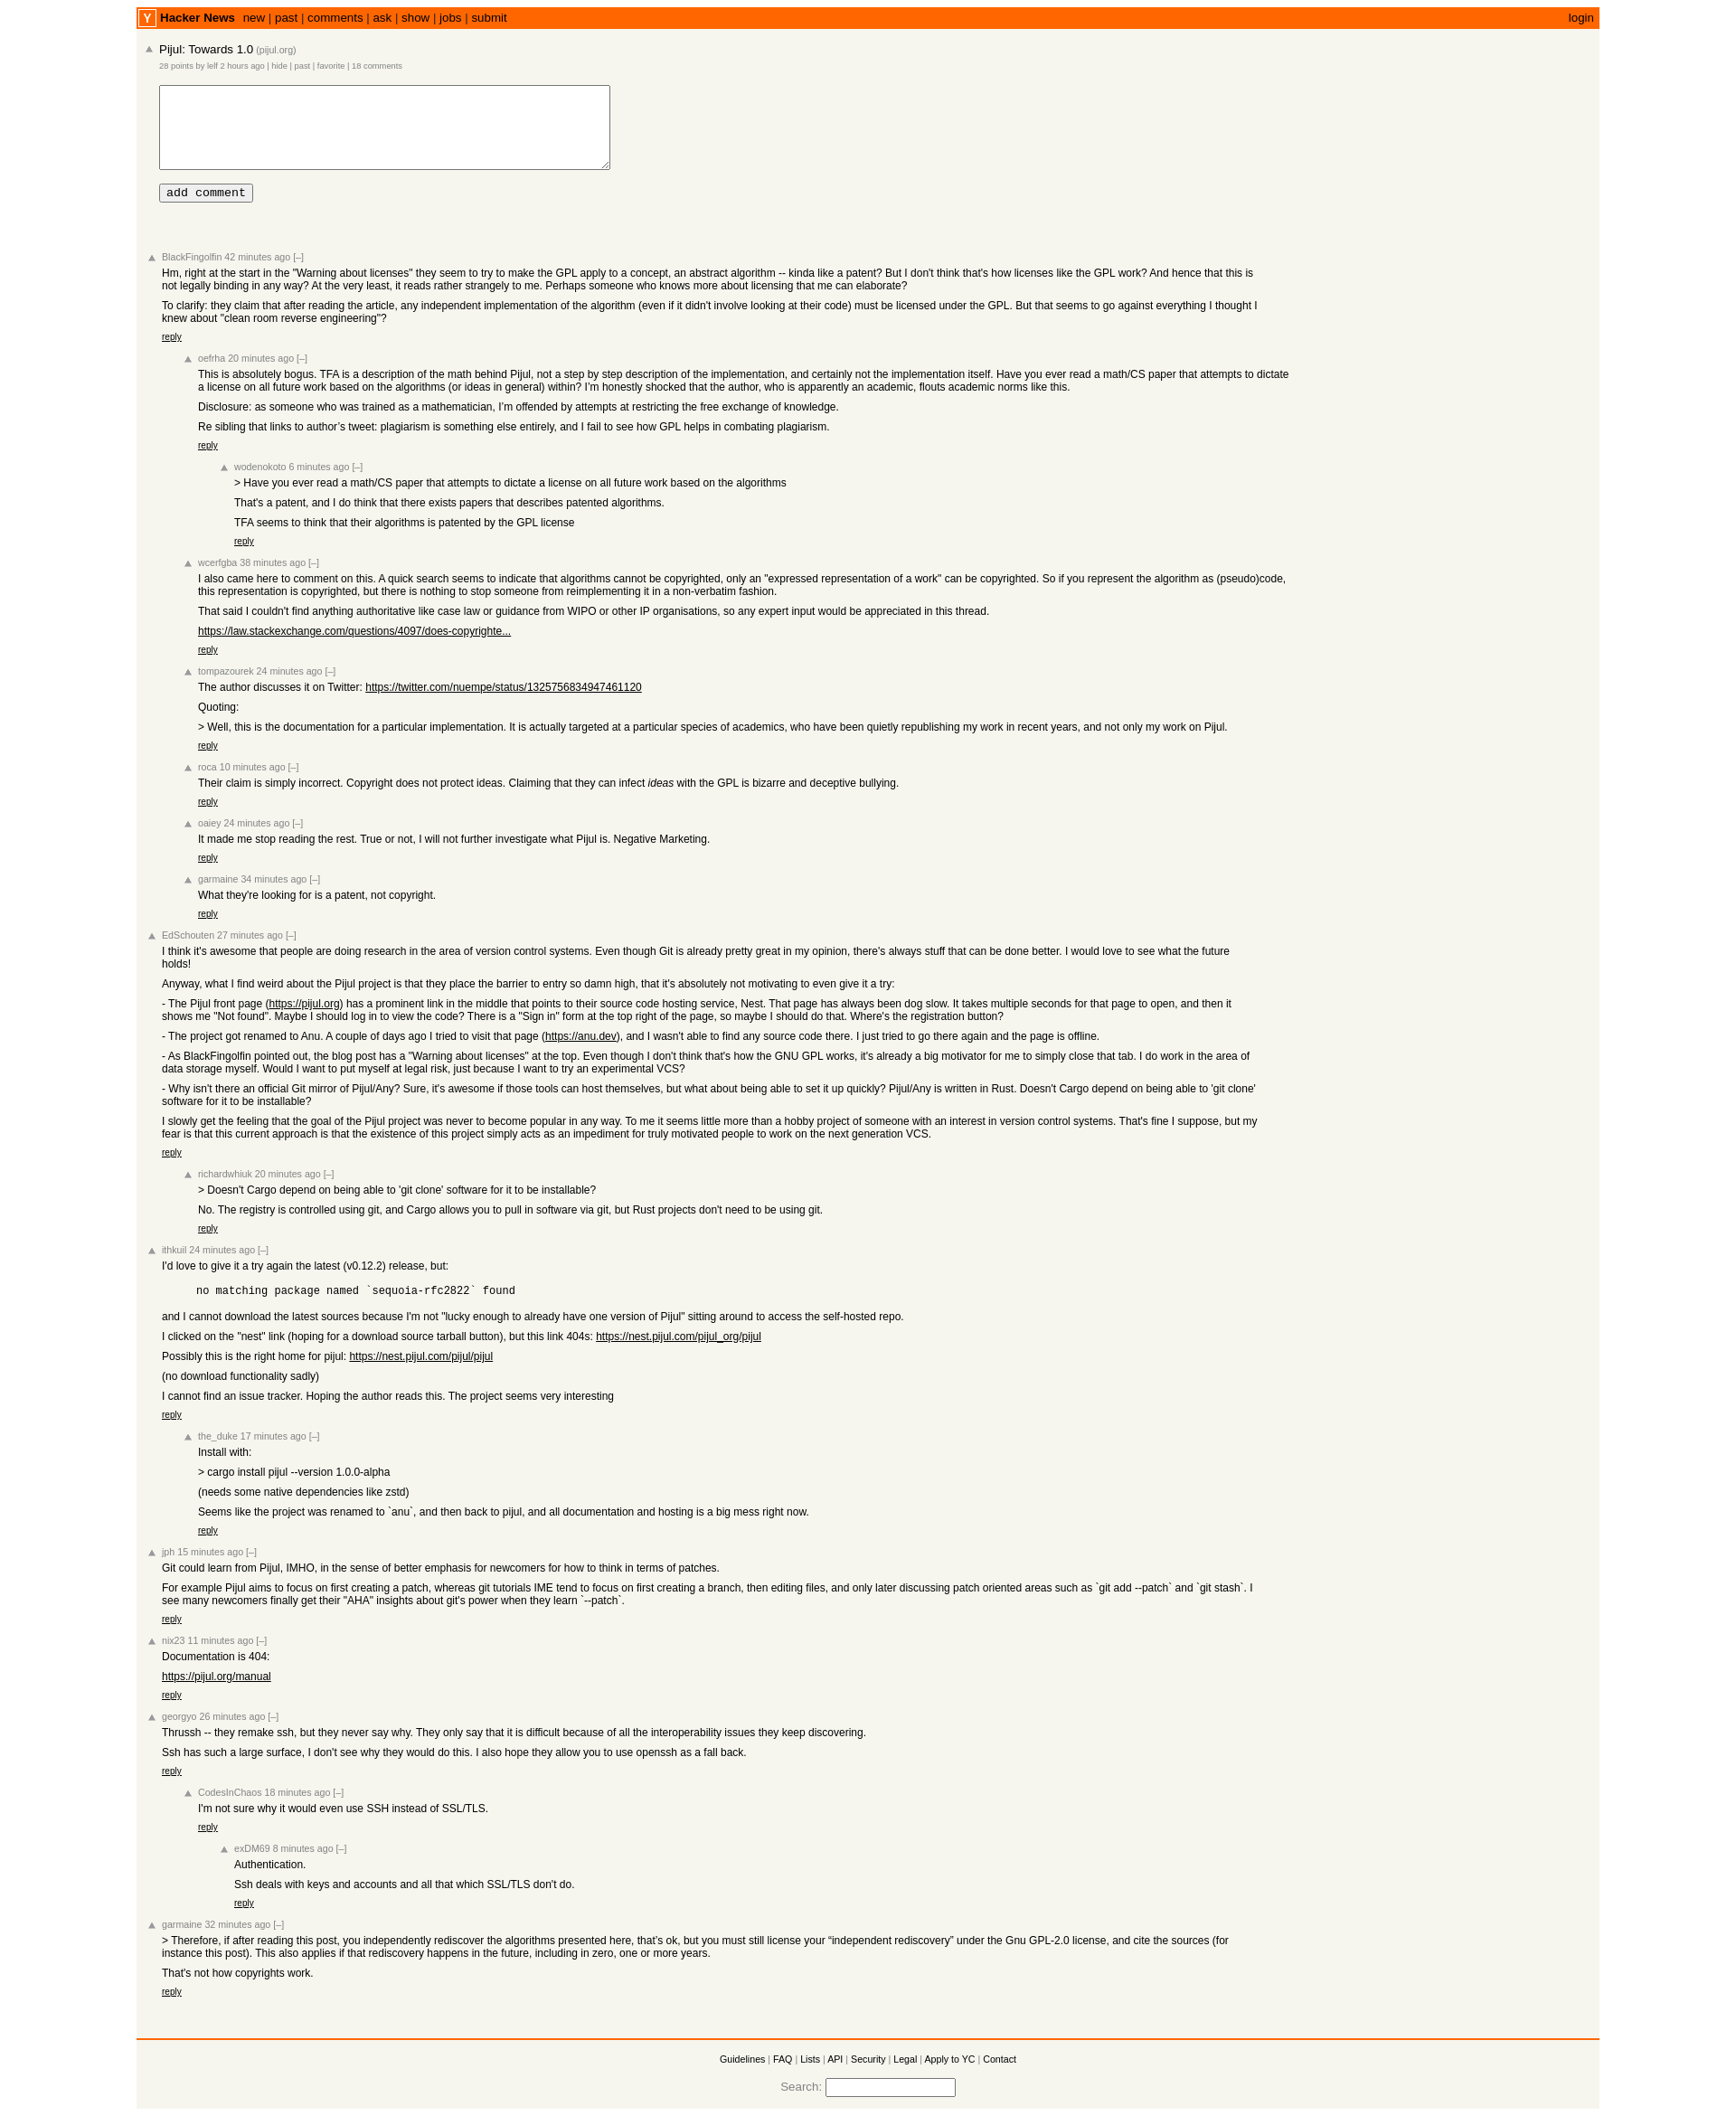 Y Hacker News new | past | comments | ask | show | jobs | submit login
▲ Pijul: Towards 1.0 (pijul.org)
28 points by lelf 2 hours ago | hide | past | favorite | 18 comments
add comment
▲ BlackFingolfin 42 minutes ago [–]
Hm, right at the start in the "Warning about licenses" they seem to try to make the GPL apply to a concept, an abstract algorithm -- kinda like a patent? But I don't think that's how licenses like the GPL work? And hence that this is
not legally binding in any way? At the very least, it reads rather strangely to me. Perhaps someone who knows more about licensing that me can elaborate?
To clarify: they claim that after reading the article, any independent implementation of the algorithm (even if it didn't involve looking at their code) must be licensed under the GPL. But that seems to go against everything I thought I
knew about "clean room reverse engineering"?
reply
▲ oefrha 20 minutes ago [–]
This is absolutely bogus. TFA is a description of the math behind Pijul, not a step by step description of the implementation, and certainly not the implementation itself. Have you ever read a math/CS paper that attempts to dictate
a license on all future work based on the algorithms (or ideas in general) within? I’m honestly shocked that the author, who is apparently an academic, flouts academic norms like this.
Disclosure: as someone who was trained as a mathematician, I’m offended by attempts at restricting the free exchange of knowledge.
Re sibling that links to author’s tweet: plagiarism is something else entirely, and I fail to see how GPL helps in combating plagiarism.
reply
▲ wodenokoto 6 minutes ago [–]
> Have you ever read a math/CS paper that attempts to dictate a license on all future work based on the algorithms
That's a patent, and I do think that there exists papers that describes patented algorithms.
TFA seems to think that their algorithms is patented by the GPL license
reply
▲ wcerfgba 38 minutes ago [–]
I also came here to comment on this. A quick search seems to indicate that algorithms cannot be copyrighted, only an "expressed representation of a work" can be copyrighted. So if you represent the algorithm as (pseudo)code,
this representation is copyrighted, but there is nothing to stop someone from reimplementing it in a non-verbatim fashion.
That said I couldn't find anything authoritative like case law or guidance from WIPO or other IP organisations, so any expert input would be appreciated in this thread.
https://law.stackexchange.com/questions/4097/does-copyrighte...
reply
▲ tompazourek 24 minutes ago [–]
The author discusses it on Twitter: https://twitter.com/nuempe/status/1325756834947461120
Quoting:
> Well, this is the documentation for a particular implementation. It is actually targeted at a particular species of academics, who have been quietly republishing my work in recent years, and not only my work on Pijul.
reply
▲ roca 10 minutes ago [–]
Their claim is simply incorrect. Copyright does not protect ideas. Claiming that they can infect ideas with the GPL is bizarre and deceptive bullying.
reply
▲ oaiey 24 minutes ago [–]
It made me stop reading the rest. True or not, I will not further investigate what Pijul is. Negative Marketing.
reply
▲ garmaine 34 minutes ago [–]
What they're looking for is a patent, not copyright.
reply
▲ EdSchouten 27 minutes ago [–]
I think it's awesome that people are doing research in the area of version control systems. Even though Git is already pretty great in my opinion, there's always stuff that can be done better. I would love to see what the future
holds!
Anyway, what I find weird about the Pijul project is that they place the barrier to entry so damn high, that it's absolutely not motivating to even give it a try:
- The Pijul front page (https://pijul.org) has a prominent link in the middle that points to their source code hosting service, Nest. That page has always been dog slow. It takes multiple seconds for that page to open, and then it
shows me "Not found". Maybe I should log in to view the code? There is a "Sign in" form at the top right of the page, so maybe I should do that. Where's the registration button?
- The project got renamed to Anu. A couple of days ago I tried to visit that page (https://anu.dev), and I wasn't able to find any source code there. I just tried to go there again and the page is offline.
- As BlackFingolfin pointed out, the blog post has a "Warning about licenses" at the top. Even though I don't think that's how the GNU GPL works, it's already a big motivator for me to simply close that tab. I do work in the area of
data storage myself. Would I want to put myself at legal risk, just because I want to try an experimental VCS?
- Why isn't there an official Git mirror of Pijul/Any? Sure, it's awesome if those tools can host themselves, but what about being able to set it up quickly? Pijul/Any is written in Rust. Doesn't Cargo depend on being able to 'git clone'
software for it to be installable?
I slowly get the feeling that the goal of the Pijul project was never to become popular in any way. To me it seems little more than a hobby project of someone with an interest in version control systems. That's fine I suppose, but my
fear is that this current approach is that the existence of this project simply acts as an impediment for truly motivated people to work on the next generation VCS.
reply
▲ richardwhiuk 20 minutes ago [–]
> Doesn't Cargo depend on being able to 'git clone' software for it to be installable?
No. The registry is controlled using git, and Cargo allows you to pull in software via git, but Rust projects don't need to be using git.
reply
▲ ithkuil 24 minutes ago [–]
I'd love to give it a try again the latest (v0.12.2) release, but:
no matching package named `sequoia-rfc2822` found
and I cannot download the latest sources because I'm not "lucky enough to already have one version of Pijul" sitting around to access the self-hosted repo.
I clicked on the "nest" link (hoping for a download source tarball button), but this link 404s: https://nest.pijul.com/pijul_org/pijul
Possibly this is the right home for pijul: https://nest.pijul.com/pijul/pijul
(no download functionality sadly)
I cannot find an issue tracker. Hoping the author reads this. The project seems very interesting
reply
▲ the_duke 17 minutes ago [–]
Install with:
> cargo install pijul --version 1.0.0-alpha
(needs some native dependencies like zstd)
Seems like the project was renamed to `anu`, and then back to pijul, and all documentation and hosting is a big mess right now.
reply
▲ jph 15 minutes ago [–]
Git could learn from Pijul, IMHO, in the sense of better emphasis for newcomers for how to think in terms of patches.
For example Pijul aims to focus on first creating a patch, whereas git tutorials IME tend to focus on first creating a branch, then editing files, and only later discussing patch oriented areas such as `git add --patch` and `git stash`. I
see many newcomers finally get their "AHA" insights about git's power when they learn `--patch`.
reply
▲ nix23 11 minutes ago [–]
Documentation is 404:
https://pijul.org/manual
reply
▲ georgyo 26 minutes ago [–]
Thrussh -- they remake ssh, but they never say why. They only say that it is difficult because of all the interoperability issues they keep discovering.
Ssh has such a large surface, I don't see why they would do this. I also hope they allow you to use openssh as a fall back.
reply
▲ CodesInChaos 18 minutes ago [–]
I'm not sure why it would even use SSH instead of SSL/TLS.
reply
▲ exDM69 8 minutes ago [–]
Authentication.
Ssh deals with keys and accounts and all that which SSL/TLS don't do.
reply
▲ garmaine 32 minutes ago [–]
> Therefore, if after reading this post, you independently rediscover the algorithms presented here, that’s ok, but you must still license your “independent rediscovery” under the Gnu GPL-2.0 license, and cite the sources (for
instance this post). This also applies if that rediscovery happens in the future, including in zero, one or more years.
That's not how copyrights work.
reply
Guidelines | FAQ | Lists | API | Security | Legal | Apply to YC | Contact
Search: